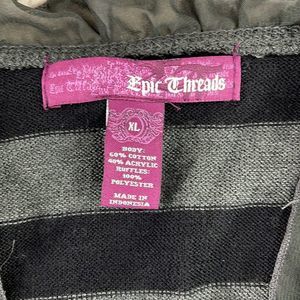 Epic Threads
XL
BODY:
60% COTTON
40% ACRYLIC
RUFFLES:
100%
POLYESTER
MADE IN
INDONESIA